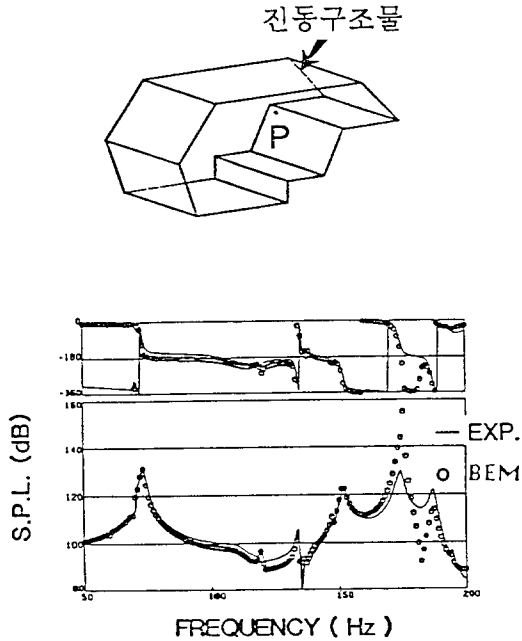 진동구조물
P
0
-180
-360
160
140
120
100
80
50
100
150
200
S.P.L. (dB)
— EXP.
o BEM
FREQUENCY ( Hz )